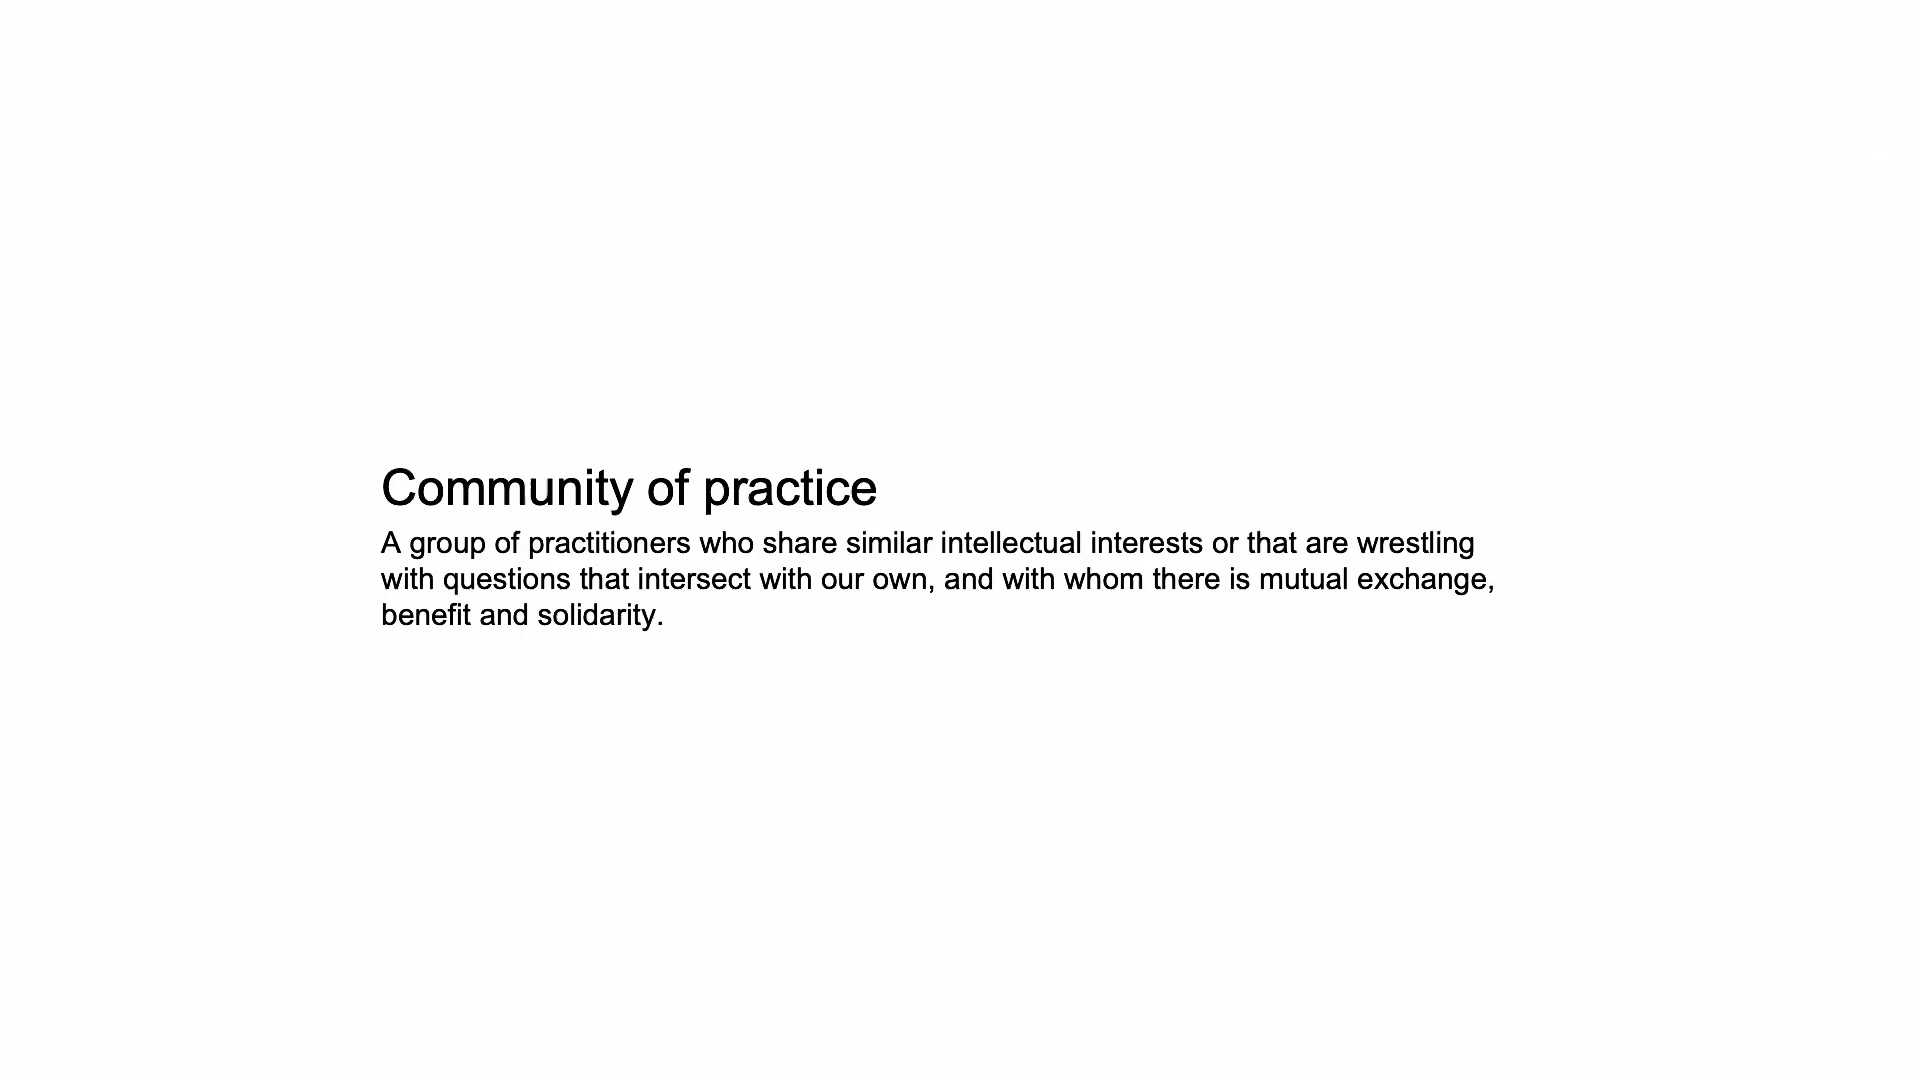 Community of practice
A group of practitioners who share similar intellectual interests or that are wrestling
with questions that intersect with our own, and with whom there is mutual exchange,
benefit and solidarity.